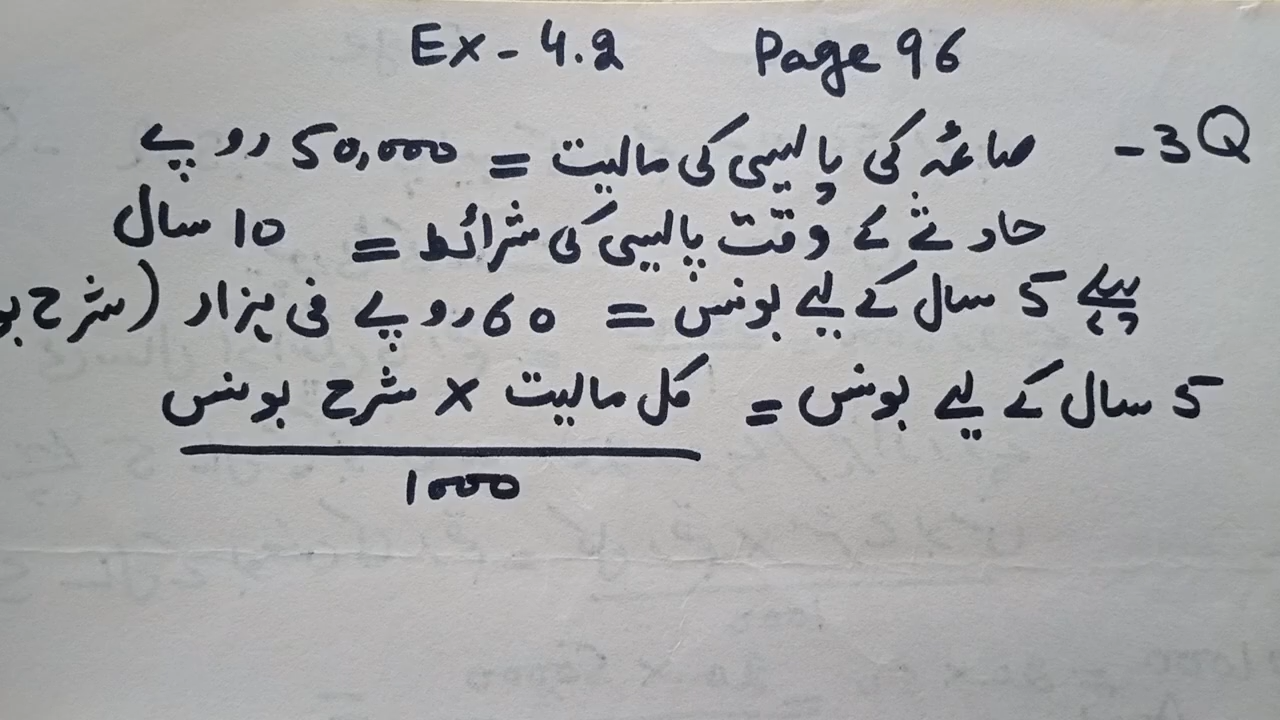 Ex - 4.2 Page 96
Q3- صاعقہ کی پالیسی کی مالیت = 50,000 روپے
حادثے کے وقت پالیسی کی شرائط = 10 سال
پہلے 5 سال کے لیے بونس = 60 روپے فی ہزار (شرح بو
5 سال کے لیے بونس = کل مالیت × شرح بونس
1000